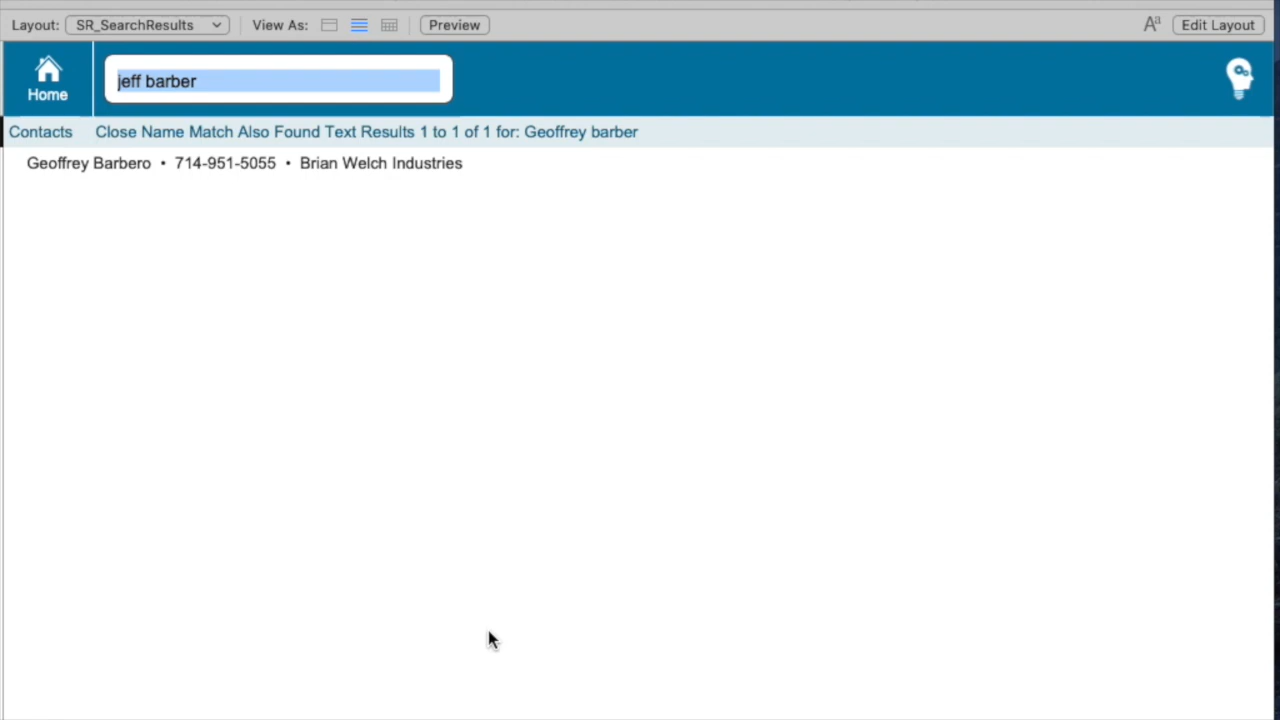 Layout: SR_SearchResults View As: Preview Aa Edit Layout
Home jeff barber
Contacts Close Name Match Also Found Text Results 1 to 1 of 1 for: Geoffrey barber
Geoffrey Barbero • 714-951-5055 • Brian Welch Industries